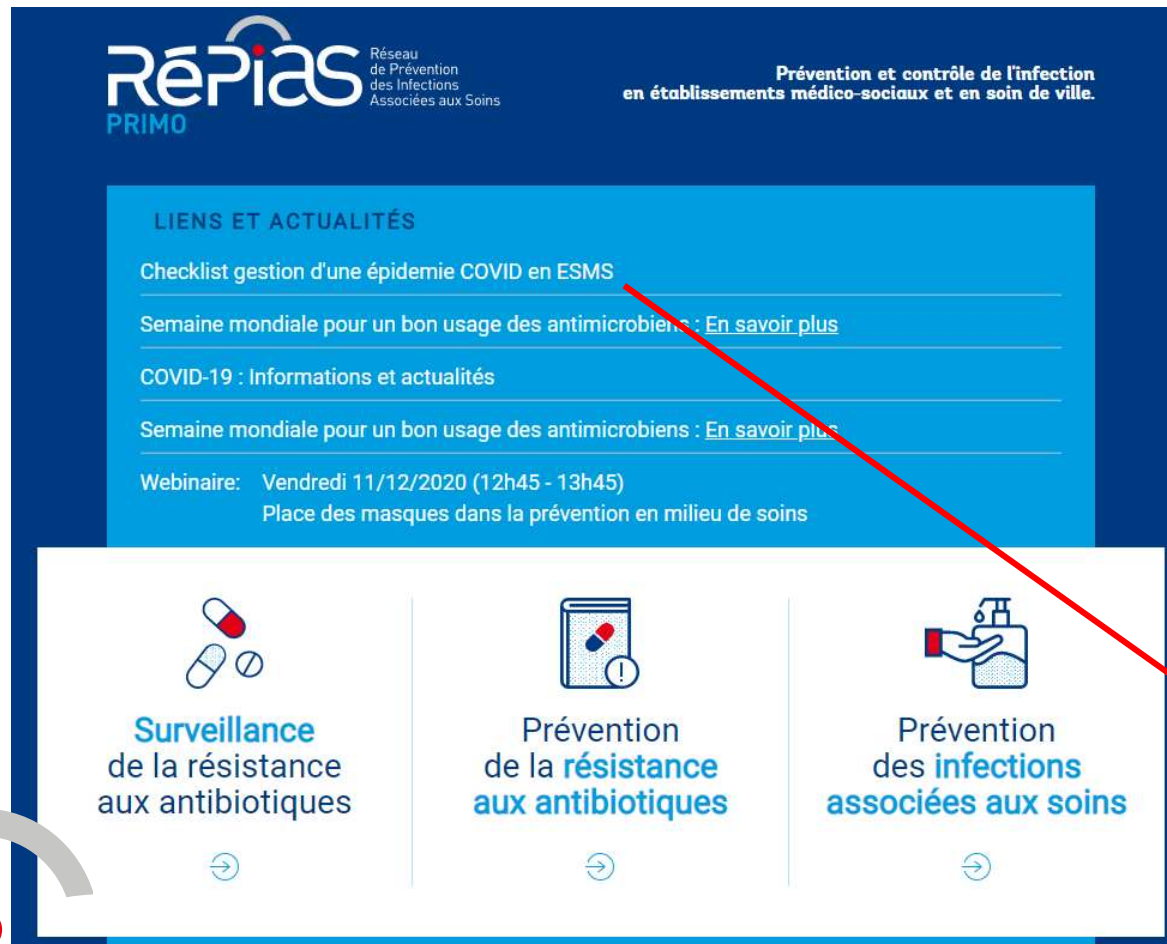 RéPias
Réseau
de Prévention
des Infections
Associées aux Soins
PRIMO
Prévention et contrôle de l'infection
en établissements médico-sociaux et en soin de ville.
LIENS ET ACTUALITÉS
Checklist gestion d'une épidemie COVID en ESMS
Semaine mondiale pour un bon usage des antimicrobiens : En savoir plus
COVID-19 : Informations et actualités
Semaine mondiale pour un bon usage des antimicrobiens : En savoir plus
Webinaire: Vendredi 11/12/2020 (12h45 - 13h45)
Place des masques dans la prévention en milieu de soins
Surveillance
de la résistance
aux antibiotiques
Prévention
de la résistance
aux antibiotiques
Prévention
des infections
associées aux soins